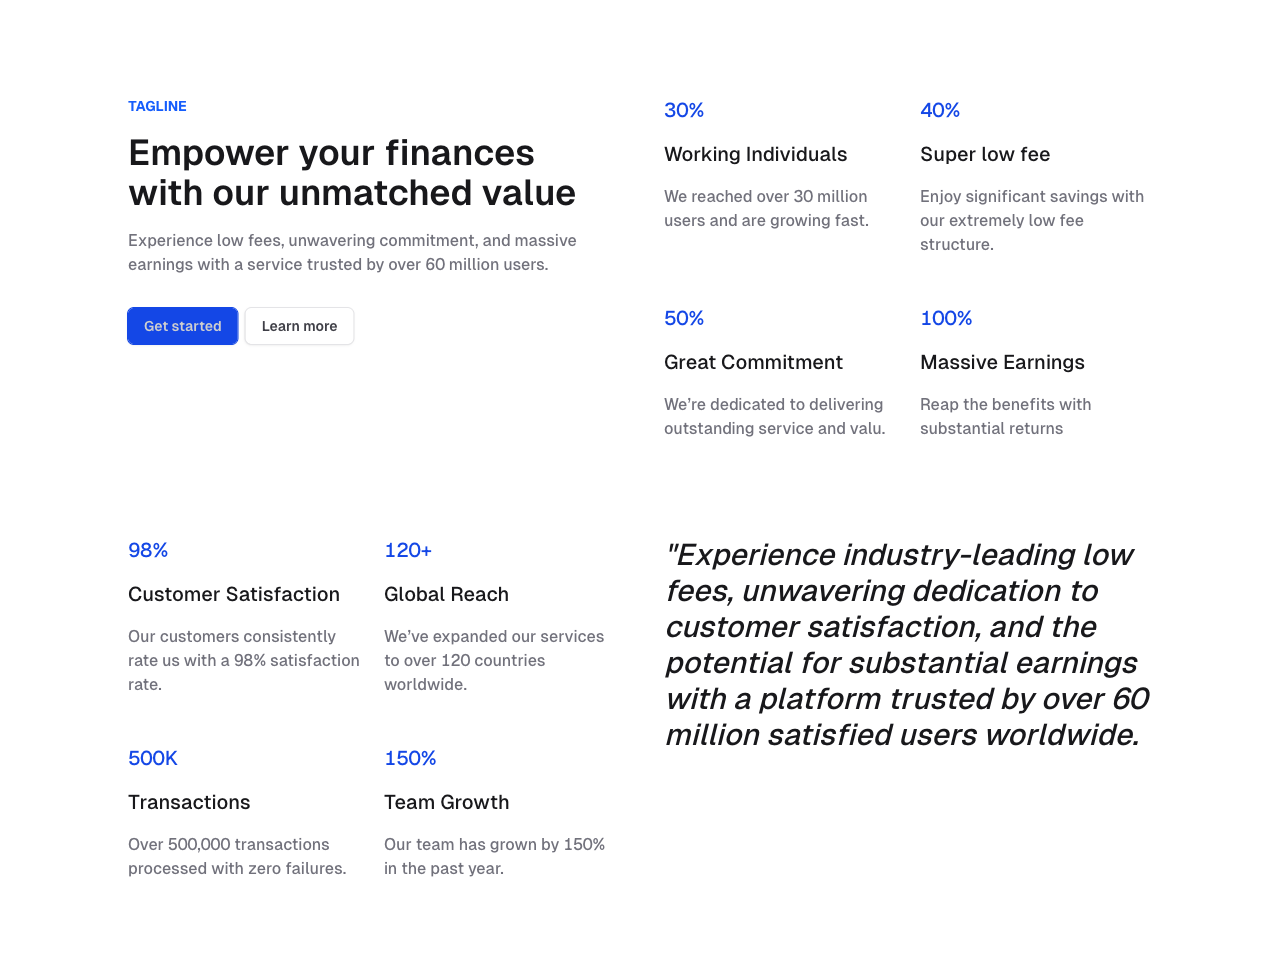 TAGLINE
Empower your finances
with our unmatched value
Experience low fees, unwavering commitment, and massive
earnings with a service trusted by over 60 million users.
Get started
Learn more
30%
Working Individuals
We reached over 30 million
users and are growing fast.
40%
Super low fee
Enjoy significant savings with
our extremely low fee
structure.
50%
Great Commitment
We’re dedicated to delivering
outstanding service and valu.
100%
Massive Earnings
Reap the benefits with
substantial returns
98%
Customer Satisfaction
Our customers consistently
rate us with a 98% satisfaction
rate.
120+
Global Reach
We’ve expanded our services
to over 120 countries
worldwide.
500K
Transactions
Over 500,000 transactions
processed with zero failures.
150%
Team Growth
Our team has grown by 150%
in the past year.
"Experience industry-leading low
fees, unwavering dedication to
customer satisfaction, and the
potential for substantial earnings
with a platform trusted by over 60
million satisfied users worldwide.